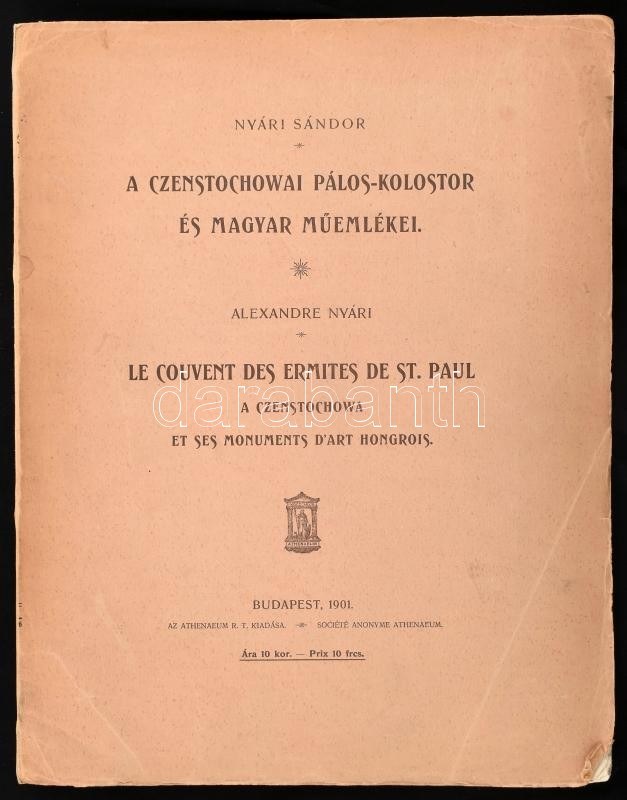 NYÁRI SÁNDOR
A CZENSTOCHOWAI PÁLOS-KOLOSTOR
ÉS MAGYAR MŰEMLÉKEI.
ALEXANDRE NYÁRI
LE COUVENT DES ERMITES DE ST. PAUL
A CZENSTOCHOWA
darabanth
ET SES MONUMENTS D'ART HONGROIS.
BUDAPEST, 1901.
AZ ATHENAEUM R. T. KIADÁSA. SOCIÉTÉ ANONYME ATHENAEUM.
Ára 10 kor. — Prix 10 frcs.